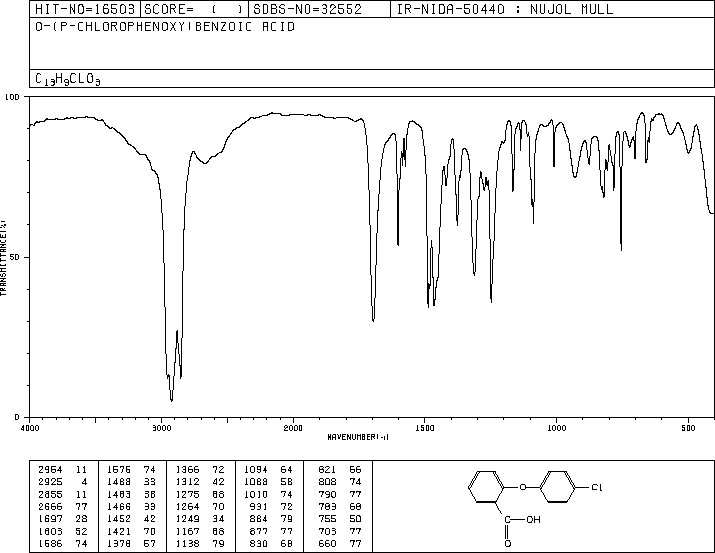 HIT-NO=16503 SCORE= ( ) SDBS-NO=32552 IR-NIDA-50440 : NUJOL MULL
O-(P-CHLOROPHENOXY)BENZOIC ACID
C13H9CLO3
100
TRANSMITTANCE(%)
50
0
4000 3000 2000 1500 1000 500
WAVENUMBER(-1)
2954 11 1576 74 1366 72 1094 64 821 66
2925 4 1488 33 1312 42 1088 58 808 74
2855 11 1483 36 1275 68 1010 74 790 77
2666 77 1466 33 1264 70 931 72 783 68
1697 28 1452 42 1249 34 884 79 755 50
1603 52 1421 70 1167 68 877 77 703 77
1586 74 1378 57 1138 79 830 68 660 77
O
Cl
C
OH
O